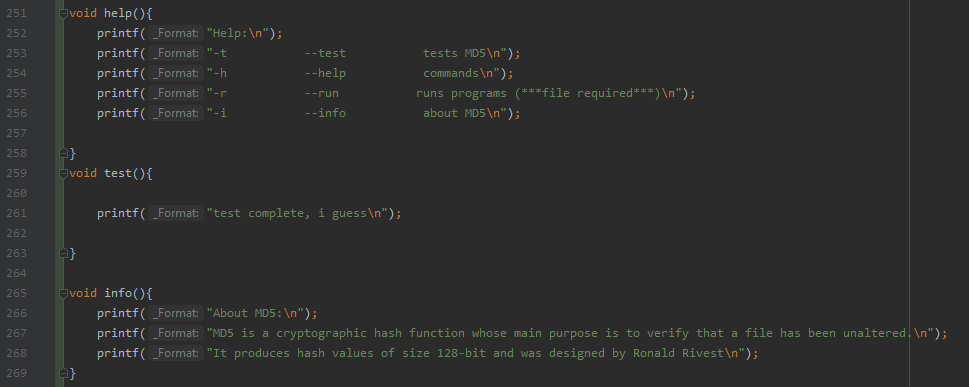 251 void help(){
252 printf( _Format: "Help:\n");
253 printf( _Format: "-t           --test           tests MD5\n");
254 printf( _Format: "-h           --help           commands\n");
255 printf( _Format: "-r           --run           runs programs (***file required***)\n");
256 printf( _Format: "-i           --info           about MD5\n");
257
258 }
259 void test(){
260
261 printf( _Format: "test complete, i guess\n");
262
263 }
264
265 void info(){
266 printf( _Format: "About MD5:\n");
267 printf( _Format: "MD5 is a cryptographic hash function whose main purpose is to verify that a file has been unaltered.\n");
268 printf( _Format: "It produces hash values of size 128-bit and was designed by Ronald Rivest\n");
269 }